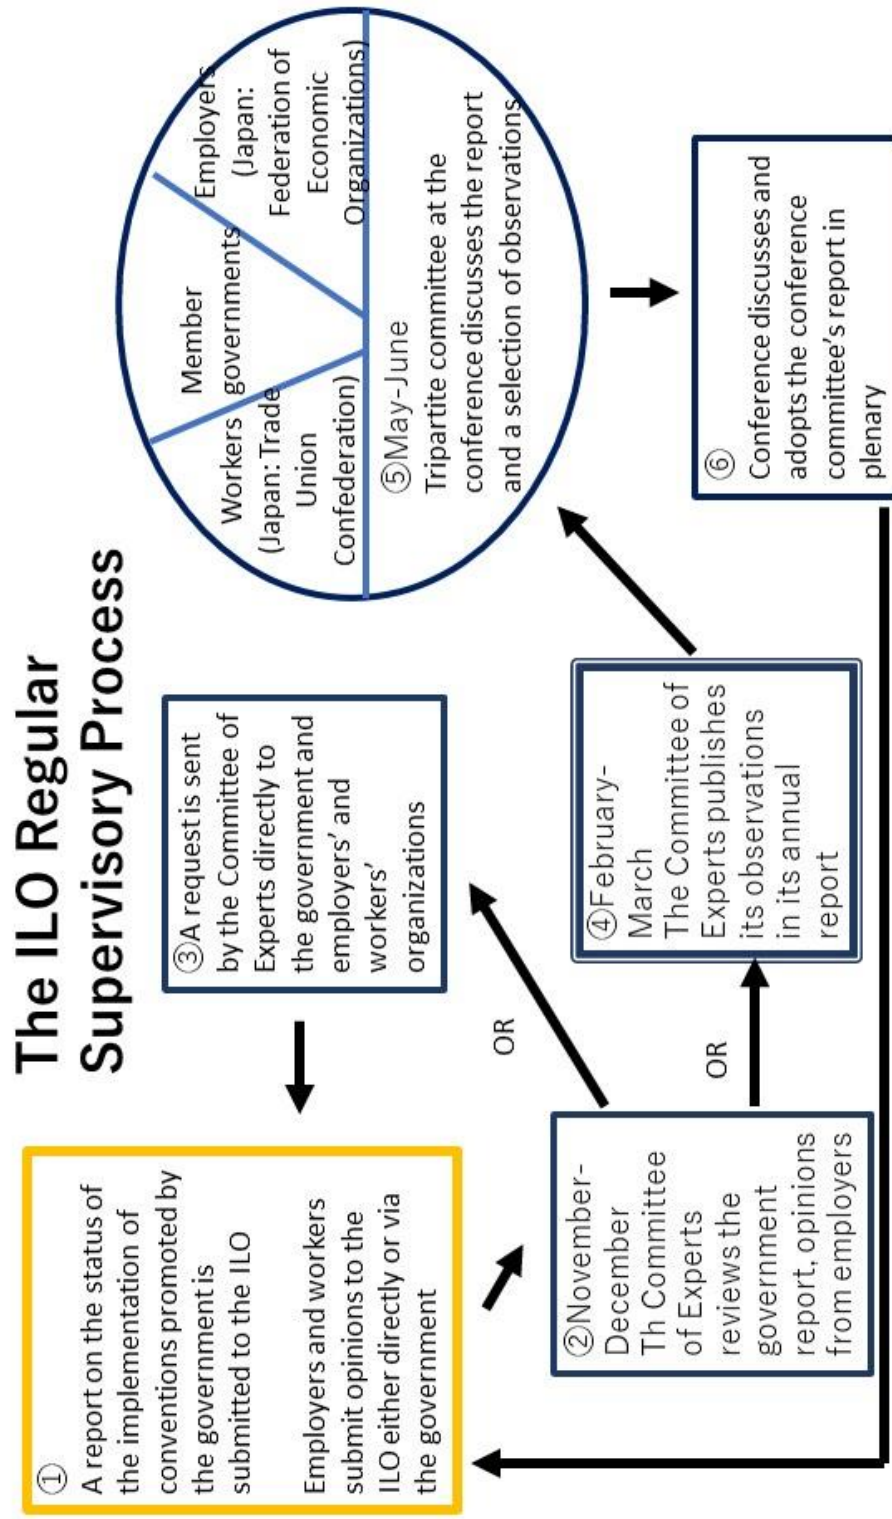 The ILO Regular
Supervisory Process
①
A report on the status of
the implementation of
conventions promoted by
the government is
submitted to the ILO
Employers and workers
submit opinions to the
ILO either directly or via
the government
②November-
December
Th Committee
of Experts
reviews the
government
report, opinions
from employers
OR
OR
③A request is sent
by the Committee of
Experts directly to
the government and
employers' and
workers'
organizations
④February-
March
The Committee of
Experts publishes
its observations
in its annual
report
Workers
(Japan: Trade
Union
Confederation)
Member
governments
Employers
(Japan:
Federation of
Economic
Organizations)
⑤May-June
Tripartite committee at the
conference discusses the report
and a selection of observations
⑥
Conference discusses and
adopts the conference
committee's report in
plenary